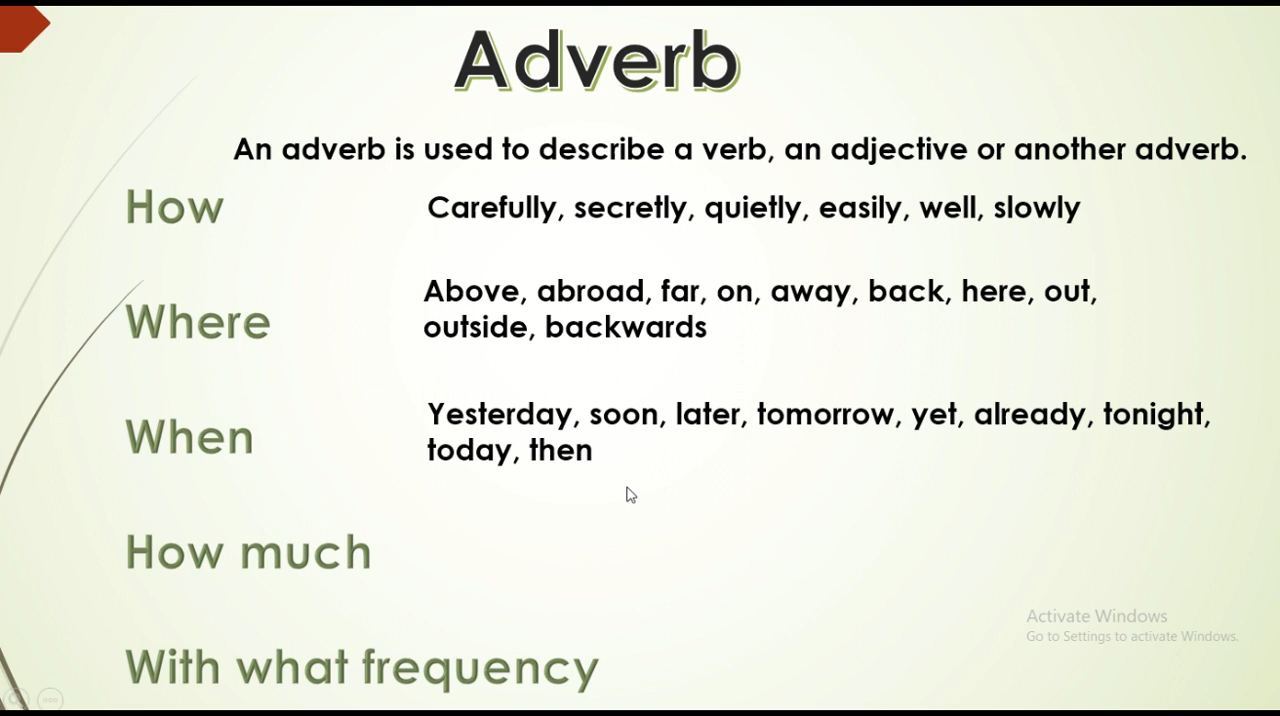 Adverb
An adverb is used to describe a verb, an adjective or another adverb.
How
Carefully, secretly, quietly, easily, well, slowly
Where
Above, abroad, far, on, away, back, here, out,
outside, backwards
When
Yesterday, soon, later, tomorrow, yet, already, tonight,
today, then
How much
With what frequency
Activate Windows
Go to Settings to activate Windows.